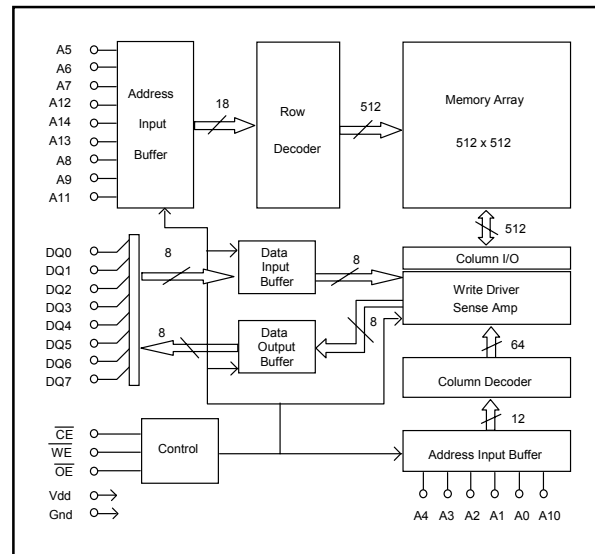 A5
A6
A7
A12
A14
A13
A8
A9
A11
Address
Input
Buffer
18
Row
Decoder
512
Memory Array
512 x 512
512
DQ0
DQ1
DQ2
DQ3
DQ4
DQ5
DQ6
DQ7
8
Data
Input
Buffer
8
Column I/O
Write Driver
Sense Amp
8
Data
Output
Buffer
8
64
Column Decoder
12
CE
WE
OE
Control
Address Input Buffer
Vdd
Gnd
A4 A3 A2 A1 A0 A10